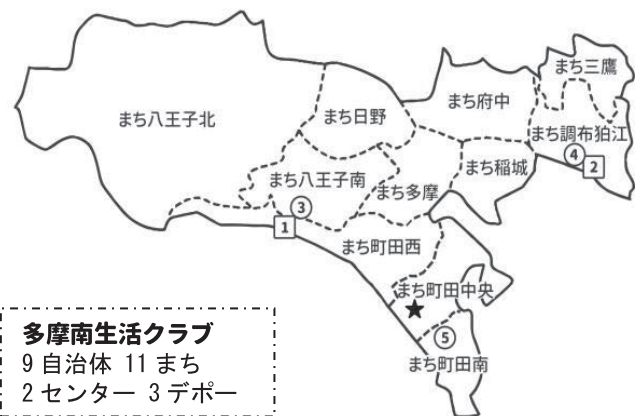 まち三鷹
まち府中
まち八王子北
まち日野
まち調布狛江
④
2
まち稲城
まち八王子南
まち多摩
③
1
まち町田西
まち町田中央
★
⑤
まち町田南
多摩南生活クラブ
9自治体 11まち
2センター 3デポー